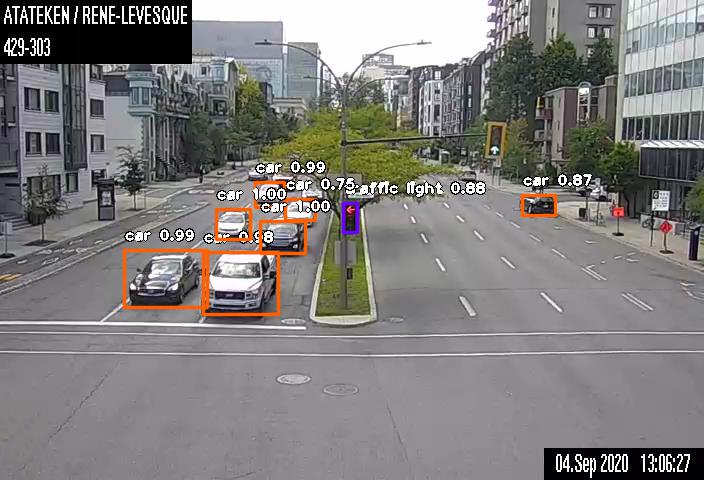 ATATEKEN / RENE-LEVESQUE
429-303
car 0.99
car 0.78
car 1.00
traffic light 0.88
car 0.87
car 1.00
car 0.99
car 0.98
04.Sep 2020 13:06:27